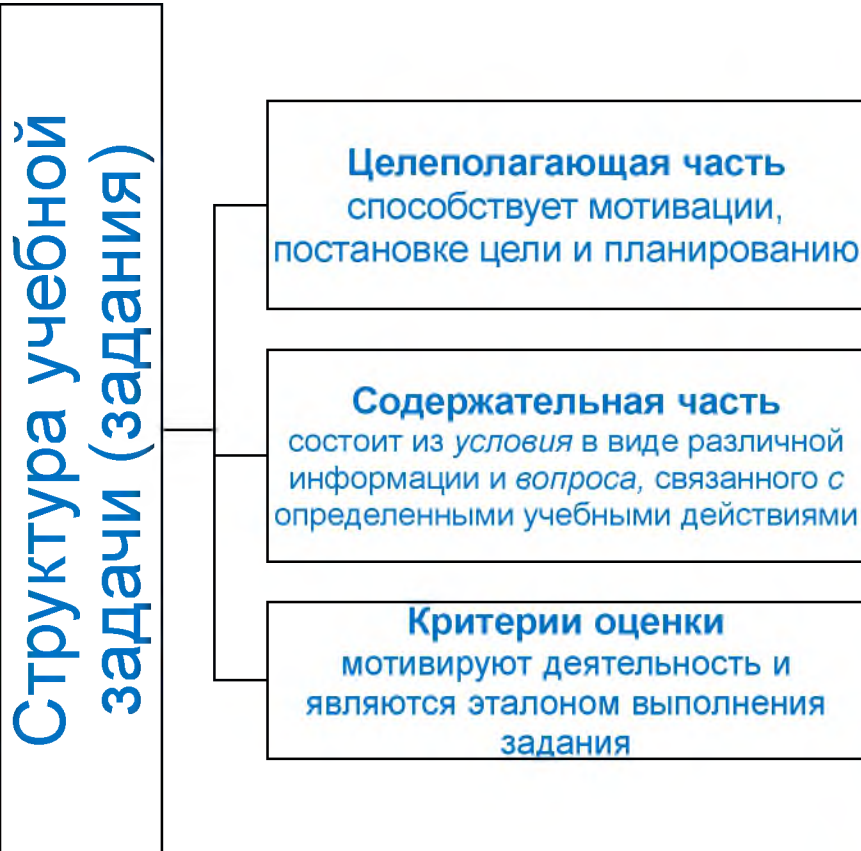 Структура учебной
задачи (задания)
Целеполагающая часть
способствует мотивации,
постановке цели и планированию
Содержательная часть
состоит из условия в виде различной
информации и вопроса, связанного с
определенными учебными действиями
Критерии оценки
мотивируют деятельность и
являются эталоном выполнения
задания